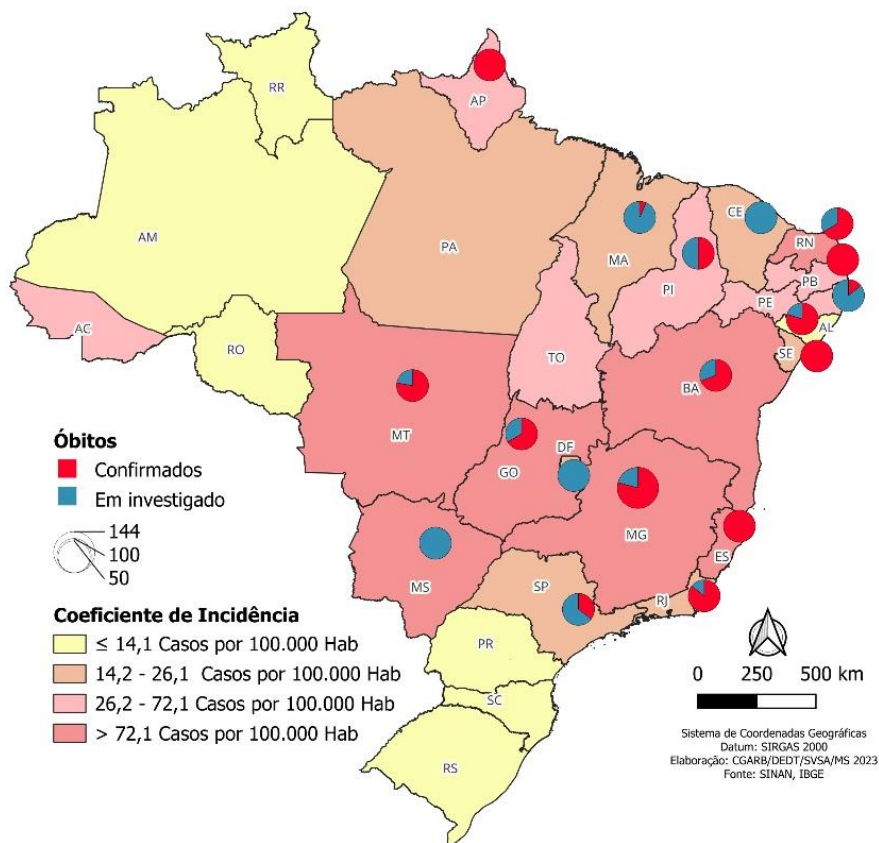 RR
AP
AM
PA
MA
CE
RN
PB
PI
PE
AL
SE
AC
RO
TO
BA
MT
GO
DF
MG
ES
MS
SP
RJ
PR
SC
RS
Óbitos
Confirmados
Em investigado
144
100
50
Coeficiente de Incidência
≤ 14,1 Casos por 100.000 Hab
14,2 - 26,1 Casos por 100.000 Hab
26,2 - 72,1 Casos por 100.000 Hab
> 72,1 Casos por 100.000 Hab
0 250 500 km
Sistema de Coordenadas Geográficas
Datum: SIRGAS 2000
Elaboração: CGARB/DEDT/SVSA/MS 2023
Fonte: SINAN, IBGE